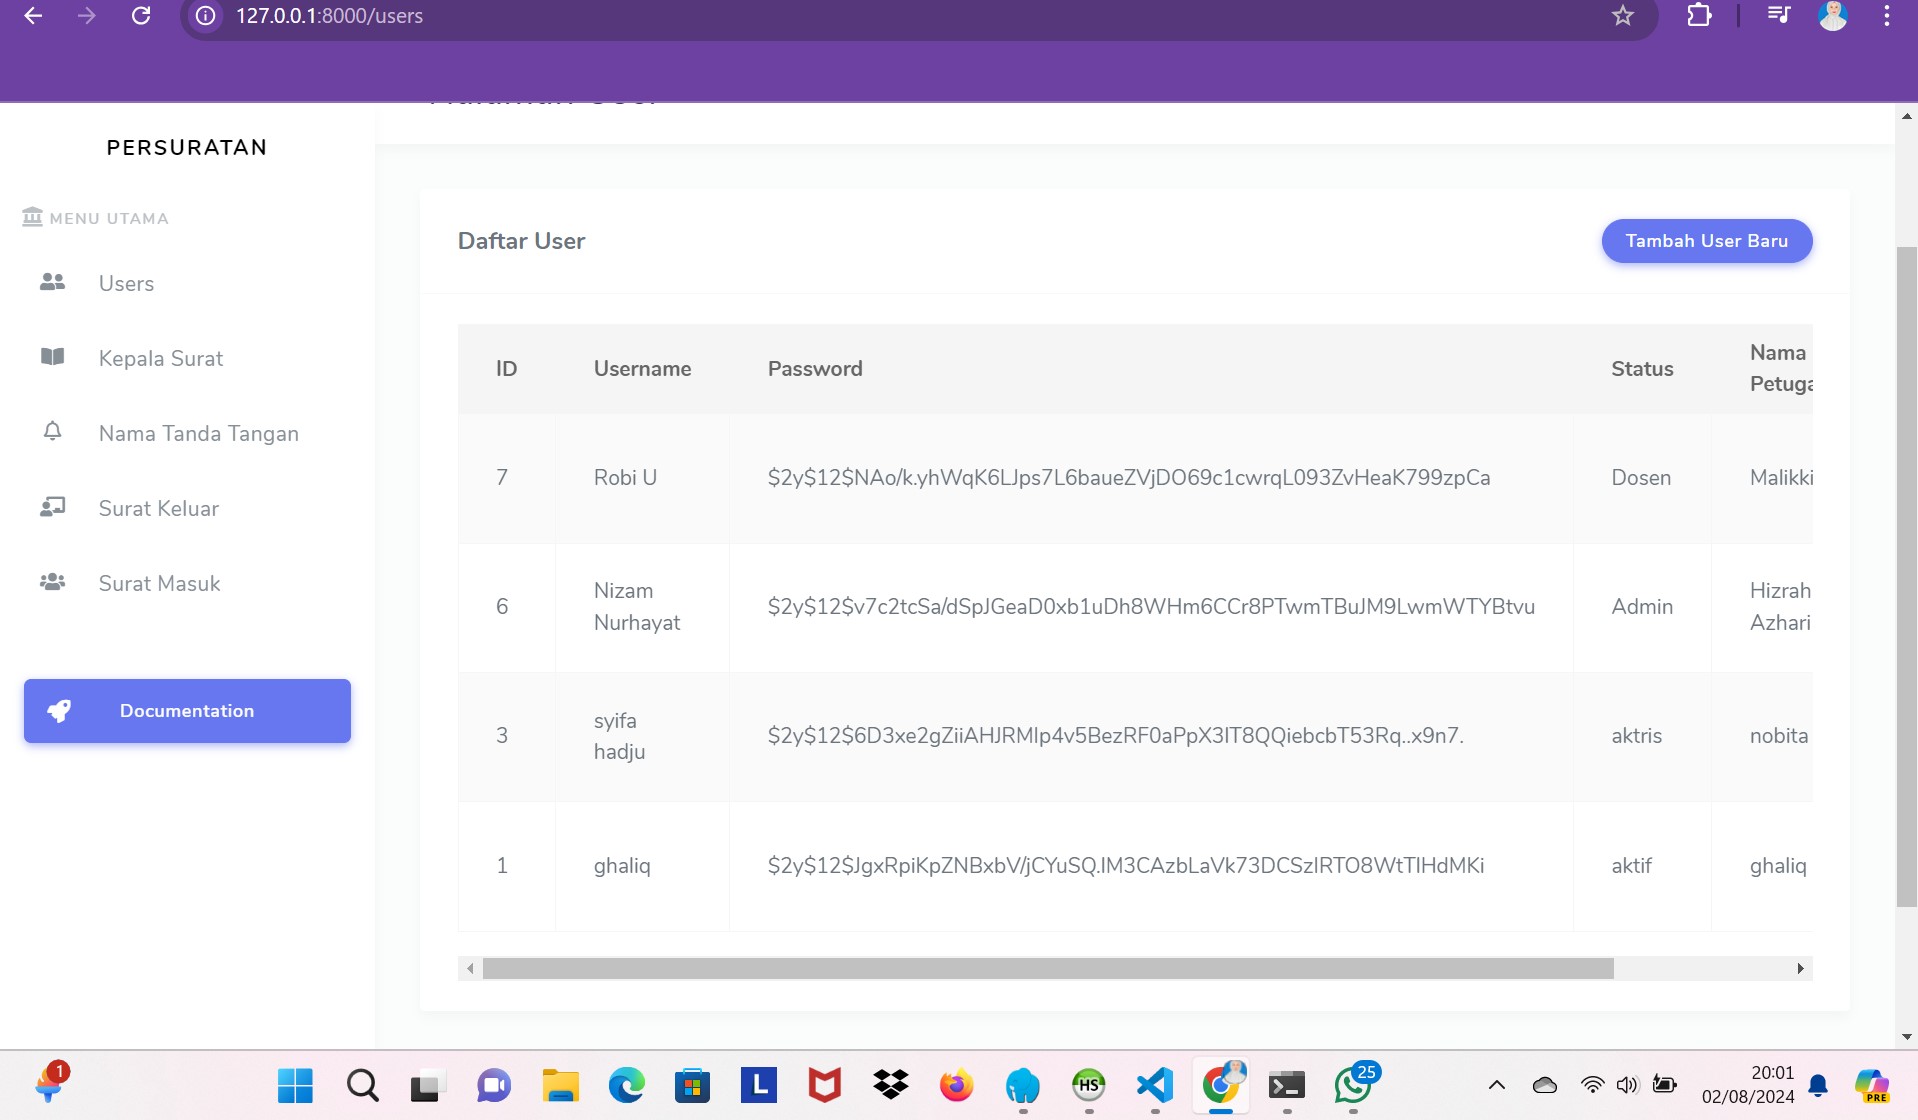 127.0.0.1:8000/users
PERSURATAN
MENU UTAMA
Users
Kepala Surat
Nama Tanda Tangan
Surat Keluar
Surat Masuk
Documentation
Daftar User
Tambah User Baru
ID Username Password Status Nama Petuga
7 Robi U $2y$12$NAo/k.yhWqK6LJps7L6baueZVjDO69c1cwrqL093ZvHeaK799zpCa Dosen Malikki
6 Nizam Nurhayat $2y$12$v7c2tcSa/dSpJGeaD0xb1uDh8WHm6CCr8PTwmTBuJM9LwmWTYBtvu Admin Hizrah Azhari
3 syifa hadju $2y$12$6D3xe2gZiiAHJRMIp4v5BezRF0aPpX3IT8QQiebcbT53Rq..x9n7. aktris nobita
1 ghaliq $2y$12$JgxRpiKpZNBxbV/jCYuSQ.IM3CAzbLaVk73DCSzIRTO8WtTIHdMKi aktif ghaliq
1
L
HS
25
20:01
02/08/2024
PRE